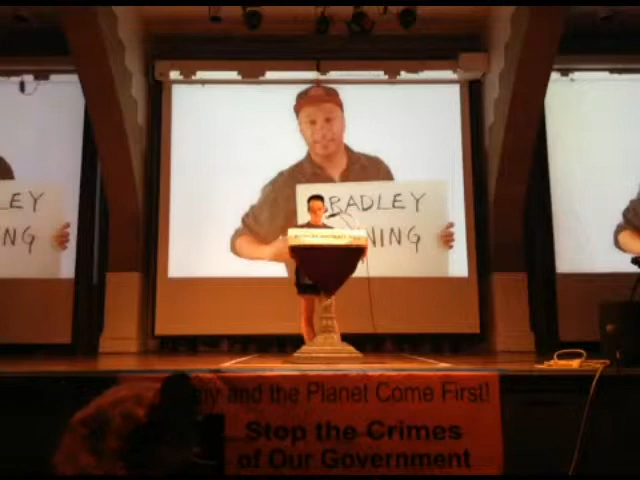 LEY
NG
RADLEY
NING
and the Planet Come First!
Stop the Crimes
of Our Government